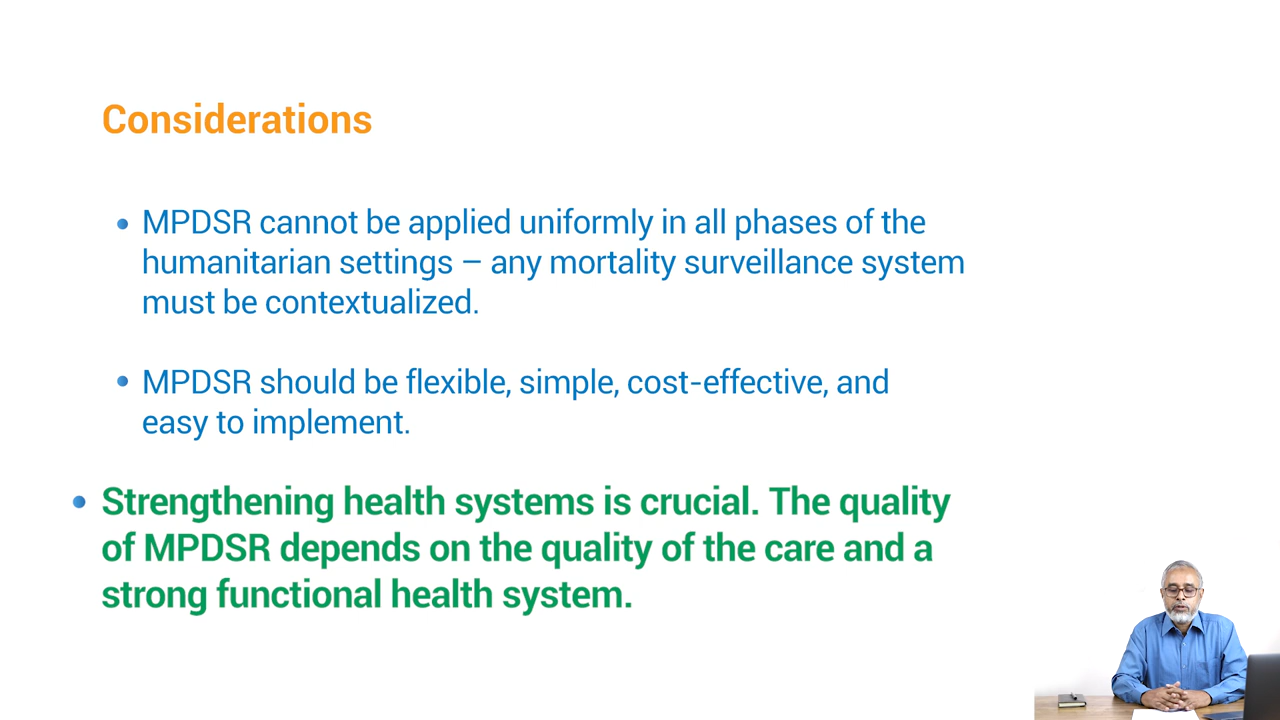 Considerations
• MPDSR cannot be applied uniformly in all phases of the
humanitarian settings – any mortality surveillance system
must be contextualized.
• MPDSR should be flexible, simple, cost-effective, and
easy to implement.
• Strengthening health systems is crucial. The quality
of MPDSR depends on the quality of the care and a
strong functional health system.